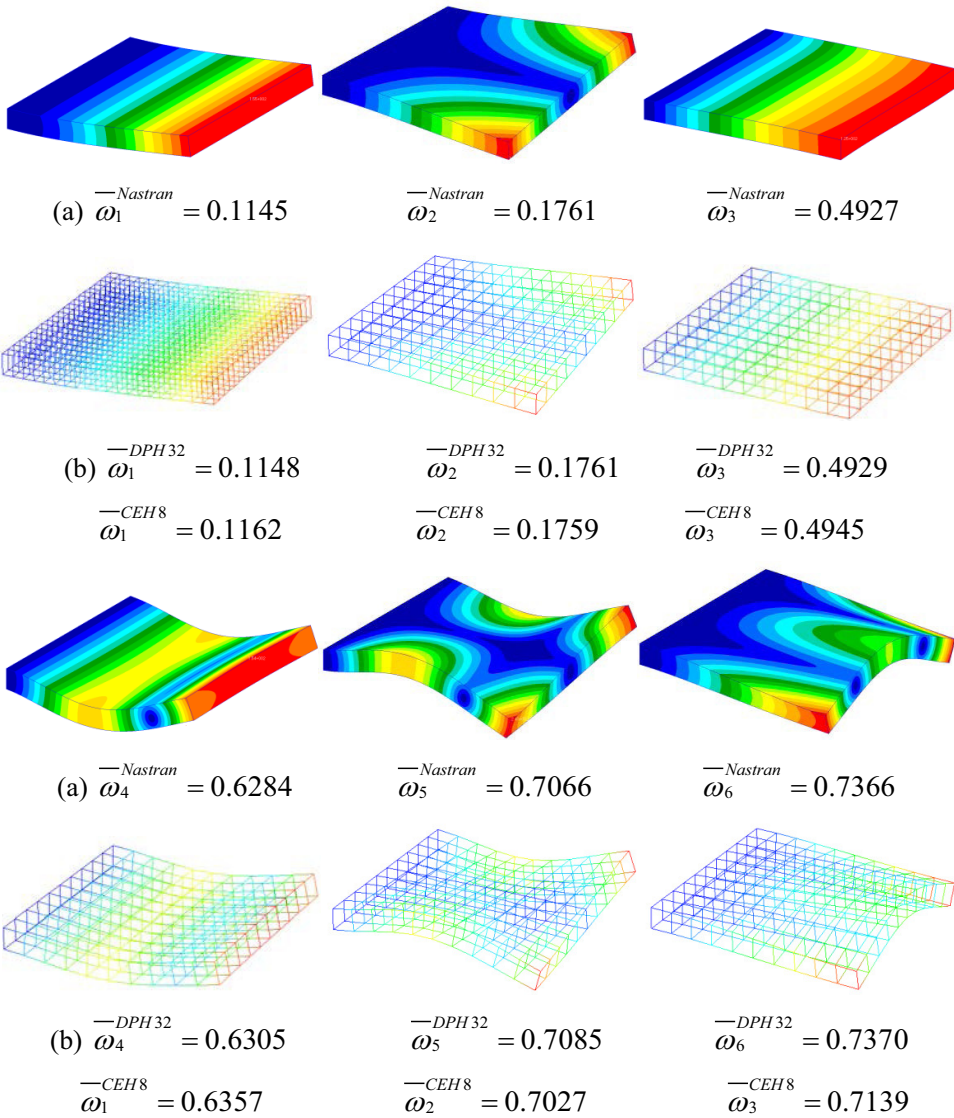 (a) ω̅₁^Nastran = 0.1145 ω̅₂^Nastran = 0.1761 ω̅₃^Nastran = 0.4927
(b) ω̅₁^DPH32 = 0.1148 ω̅₂^DPH32 = 0.1761 ω̅₃^DPH32 = 0.4929
ω̅₁^CEH8 = 0.1162 ω̅₂^CEH8 = 0.1759 ω̅₃^CEH8 = 0.4945
(a) ω̅₄^Nastran = 0.6284 ω̅₅^Nastran = 0.7066 ω̅₆^Nastran = 0.7366
(b) ω̅₄^DPH32 = 0.6305 ω̅₅^DPH32 = 0.7085 ω̅₆^DPH32 = 0.7370
ω̅₁^CEH8 = 0.6357 ω̅₂^CEH8 = 0.7027 ω̅₃^CEH8 = 0.7139